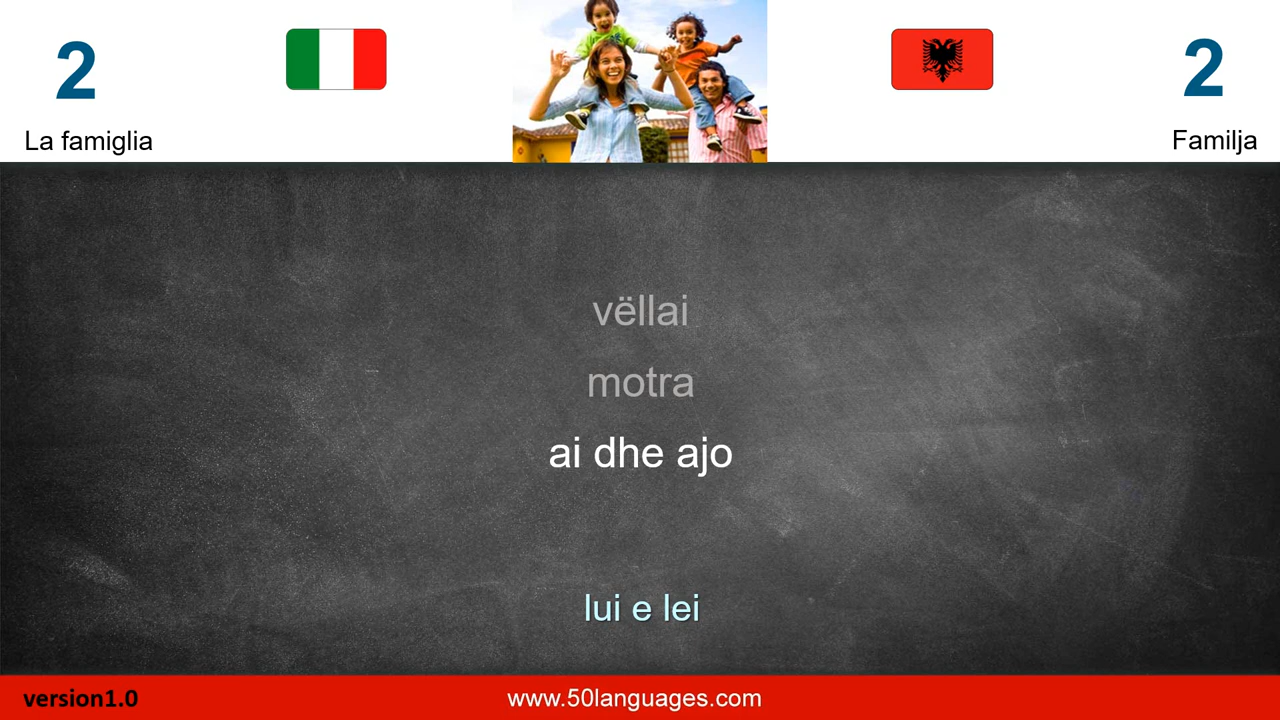 2
La famiglia
2
Familja
vëllai
motra
ai dhe ajo
lui e lei
version1.0
www.50languages.com